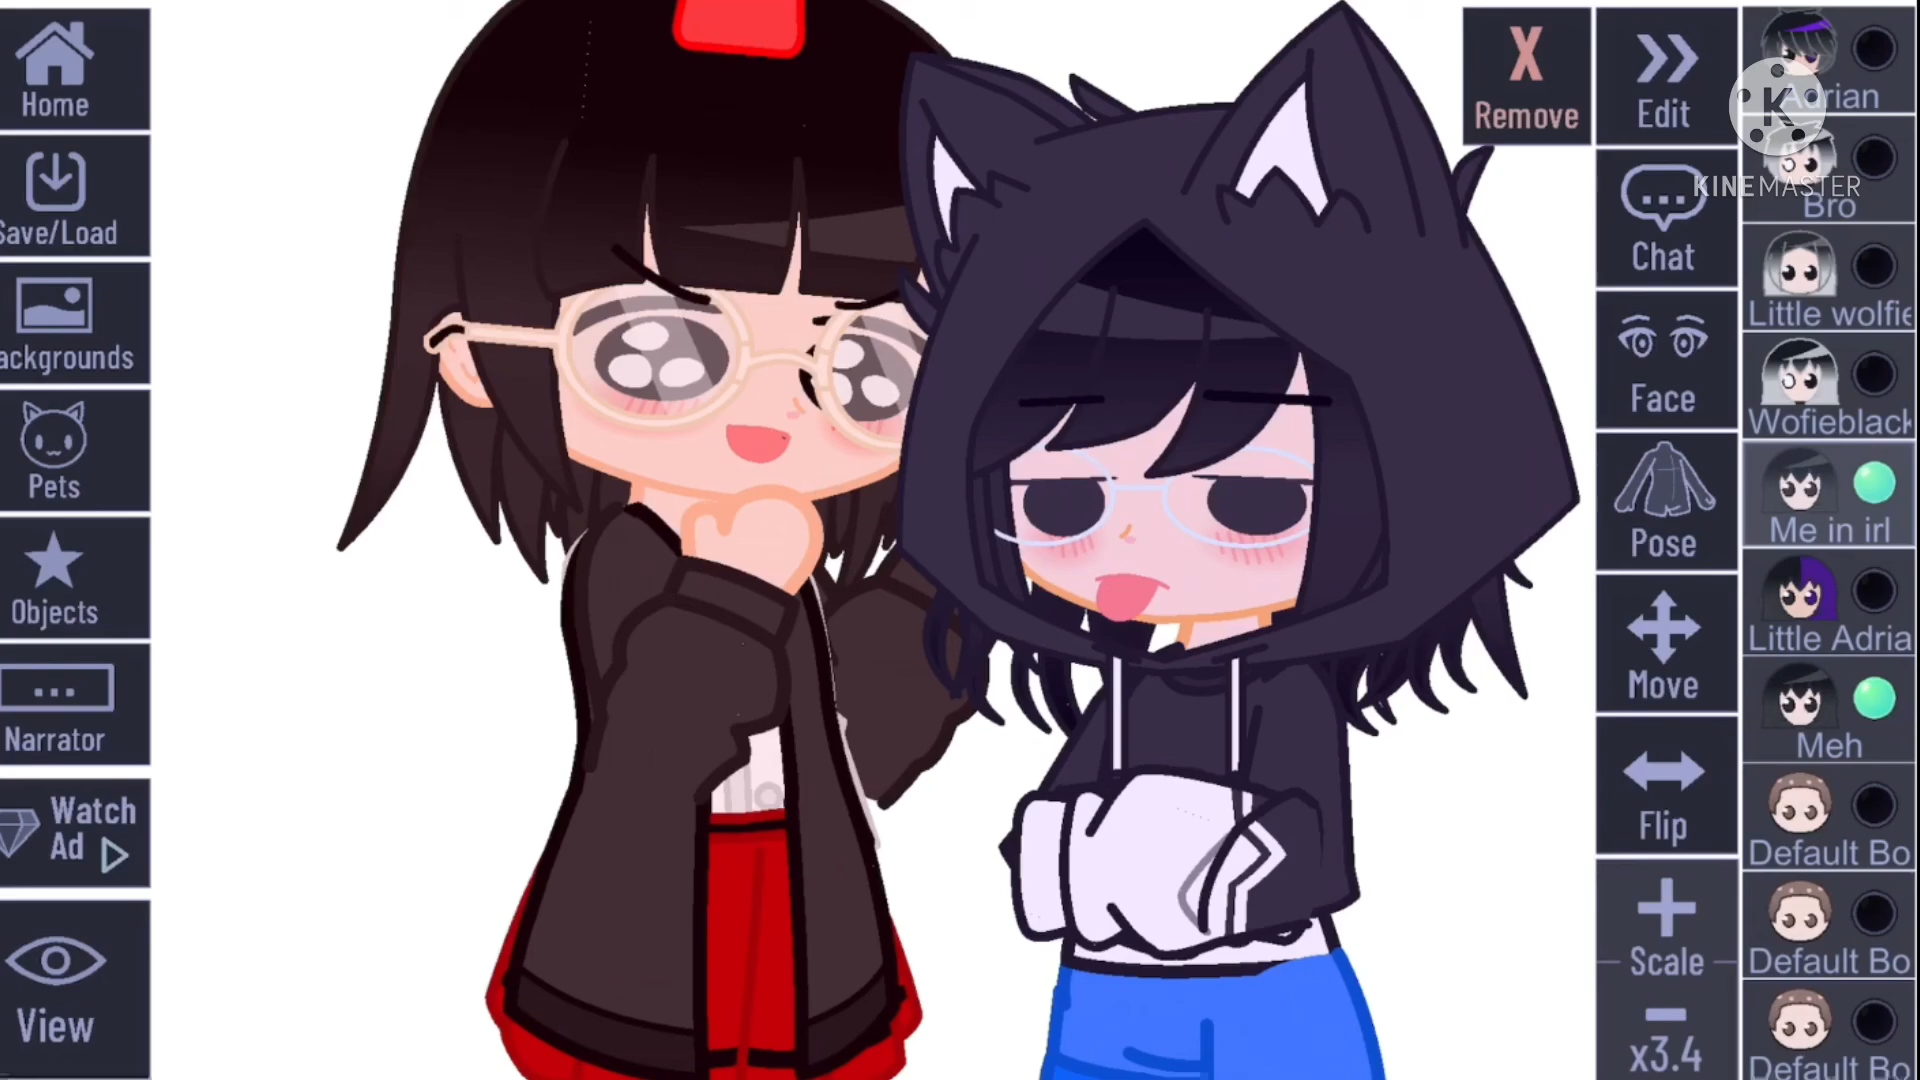 Home
Save/Load
ackgrounds
Pets
Objects
...
Narrator
Watch
Ad
View
X
Remove
Edit
Chat
Face
Pose
Move
Flip
Scale
x3.4
K
KINEMASTER
Adrian
Bro
Little wolfie
Wofieblack
Me in irl
Little Adria
Meh
Default Bo
Default Bo
Default Bo